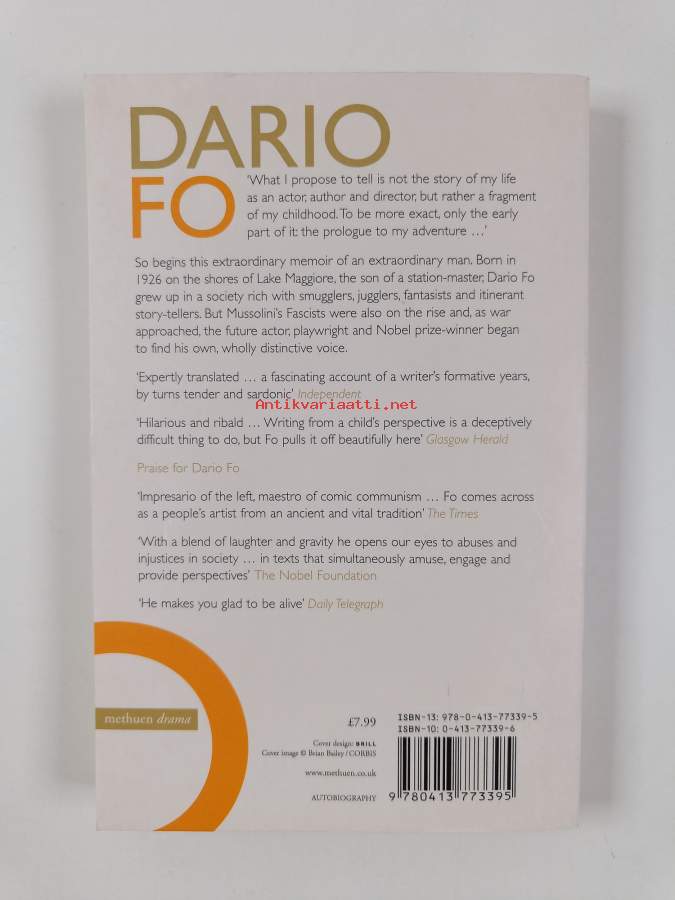 DARIO
FO
‘What I propose to tell is not the story of my life
as an actor, author and director, but rather a fragment
of my childhood. To be more exact, only the early
part of it: the prologue to my adventure …’
So begins this extraordinary memoir of an extraordinary man. Born in
1926 on the shores of Lake Maggiore, the son of a station-master, Dario Fo
grew up in a society rich with smugglers, jugglers, fantasists and itinerant
story-tellers. But Mussolini’s Fascists were also on the rise and, as war
approached, the future actor, playwright and Nobel prize-winner began
to find his own, wholly distinctive voice.
‘Expertly translated … a fascinating account of a writer’s formative years,
by turns tender and sardonic’ Independent
Antikvariaatti.net
‘Hilarious and ribald … Writing from a child’s perspective is a deceptively
difficult thing to do, but Fo pulls it off beautifully here’ Glasgow Herald
Praise for Dario Fo
‘Impresario of the left, maestro of comic communism … Fo comes across
as a people’s artist from an ancient and vital tradition’ The Times
‘With a blend of laughter and gravity he opens our eyes to abuses and
injustices in society … in texts that simultaneously amuse, engage and
provide perspectives’ The Nobel Foundation
‘He makes you glad to be alive’ Daily Telegraph
methuen drama
£7.99
Cover design: BRILL
Cover image © Brian Bailey / CORBIS
www.methuen.co.uk
AUTOBIOGRAPHY
ISBN-13: 978-0-413-77339-5
ISBN-10: 0-413-77339-6
9 780413 773395